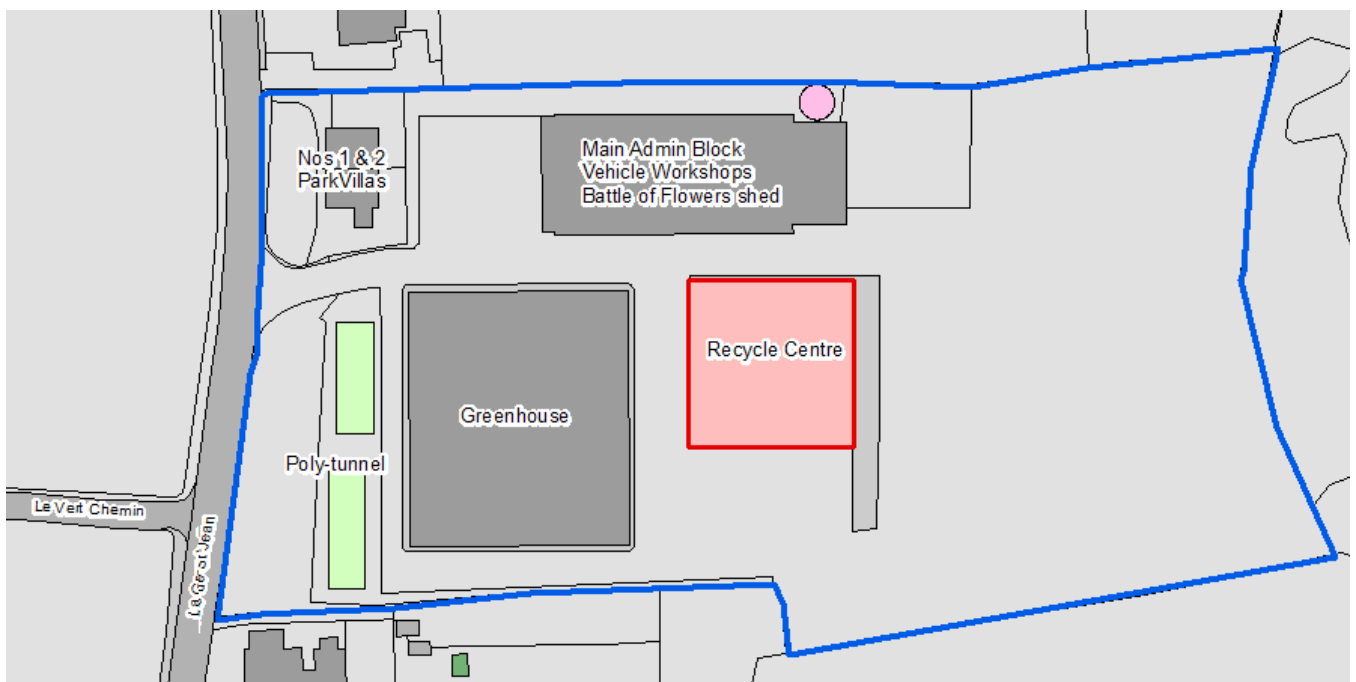 Nos 1 & 2
ParkVillas
Main Admin Block
Vehicle Workshops
Battle of Flowers shed
Recycle Centre
Greenhouse
Poly-tunnel
Le Vert Chemin